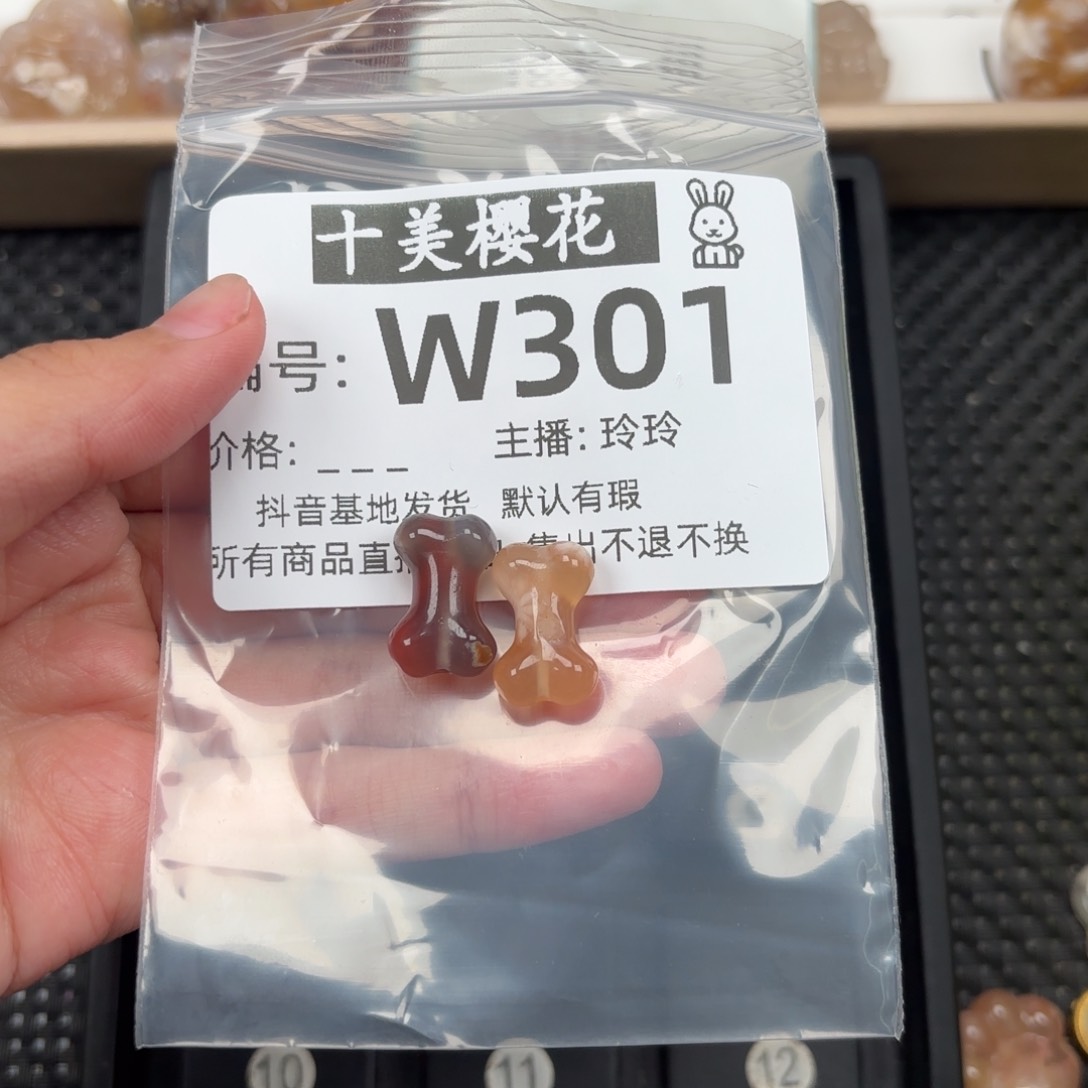 十美樱花
编号: W301
价格: _ _ _ 主播: 玲玲
抖音基地发货 默认有瑕
所有商品直 售出不退不换
10 11 12